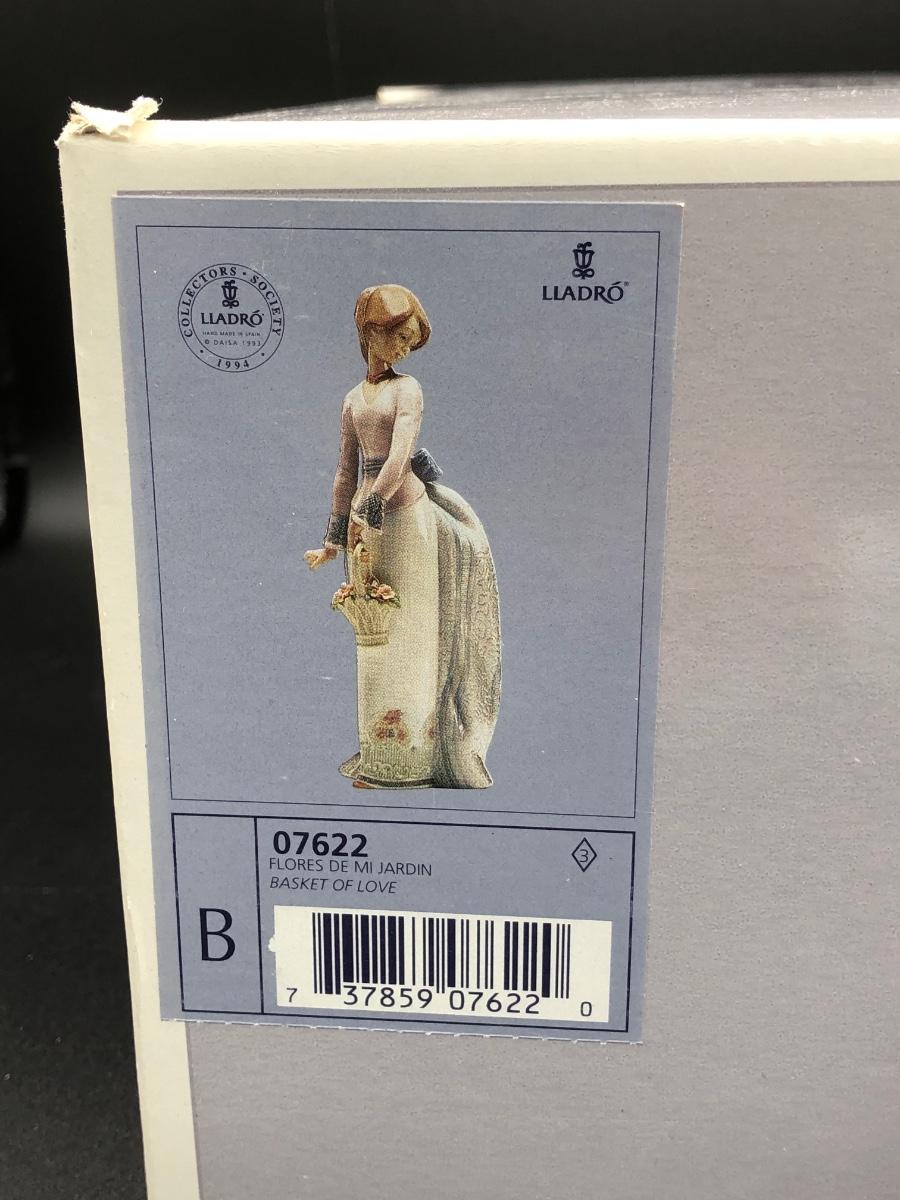 COLLECTORS · SOCIETY
LLADRÓ
HAND MADE IN SPAIN
© DAISA 1993
· 1994 ·
LLADRÓ®
07622
FLORES DE MI JARDIN
BASKET OF LOVE
3
B
7 37859 07622 0